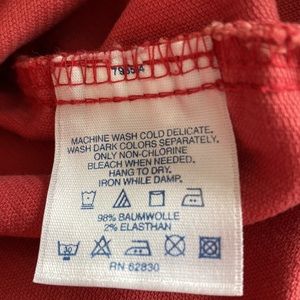 MACHINE WASH COLD DELICATE.
WASH DARK COLORS SEPARATELY.
ONLY NON-CHLORINE
BLEACH WHEN NEEDED.
HANG TO DRY.
IRON WHILE DAMP.
98% BAUMWOLLE
2% ELASTHAN
30
RN 62830